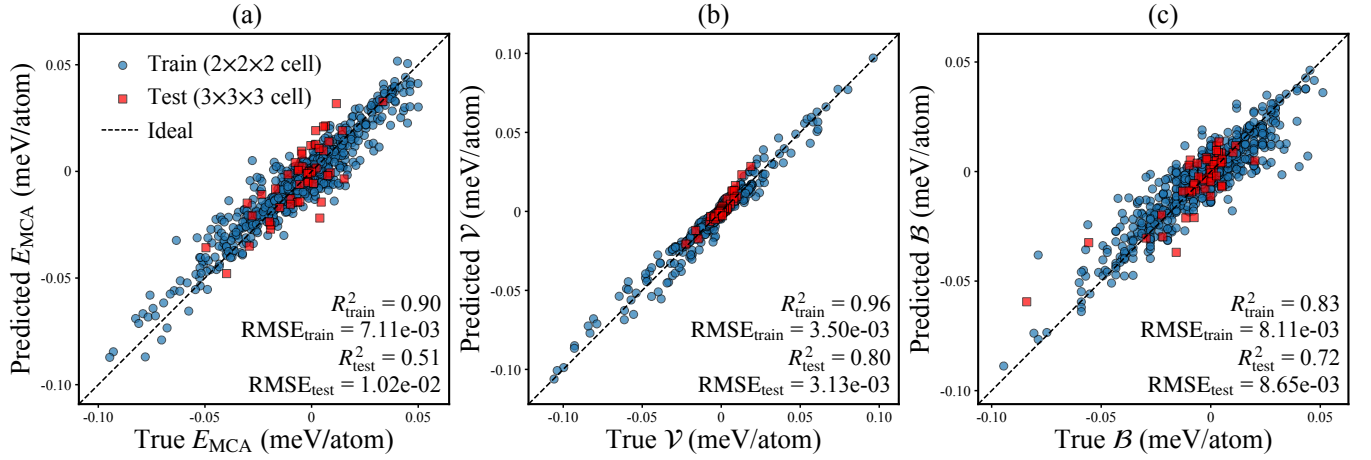 (a)
Predicted E_MCA (meV/atom)
0.05
0
-0.05
-0.10
Train (2×2×2 cell)
Test (3×3×3 cell)
Ideal
R²_train = 0.90
RMSE_train = 7.11e-03
R²_test = 0.51
RMSE_test = 1.02e-02
-0.10 -0.05 0 0.05
True E_MCA (meV/atom)
(b)
Predicted 𝒱 (meV/atom)
0.10
0.05
0
-0.05
-0.10
R²_train = 0.96
RMSE_train = 3.50e-03
R²_test = 0.80
RMSE_test = 3.13e-03
-0.10 -0.05 0 0.05 0.10
True 𝒱 (meV/atom)
(c)
Predicted ℬ (meV/atom)
0.05
0
-0.05
-0.10
R²_train = 0.83
RMSE_train = 8.11e-03
R²_test = 0.72
RMSE_test = 8.65e-03
-0.10 -0.05 0 0.05
True ℬ (meV/atom)